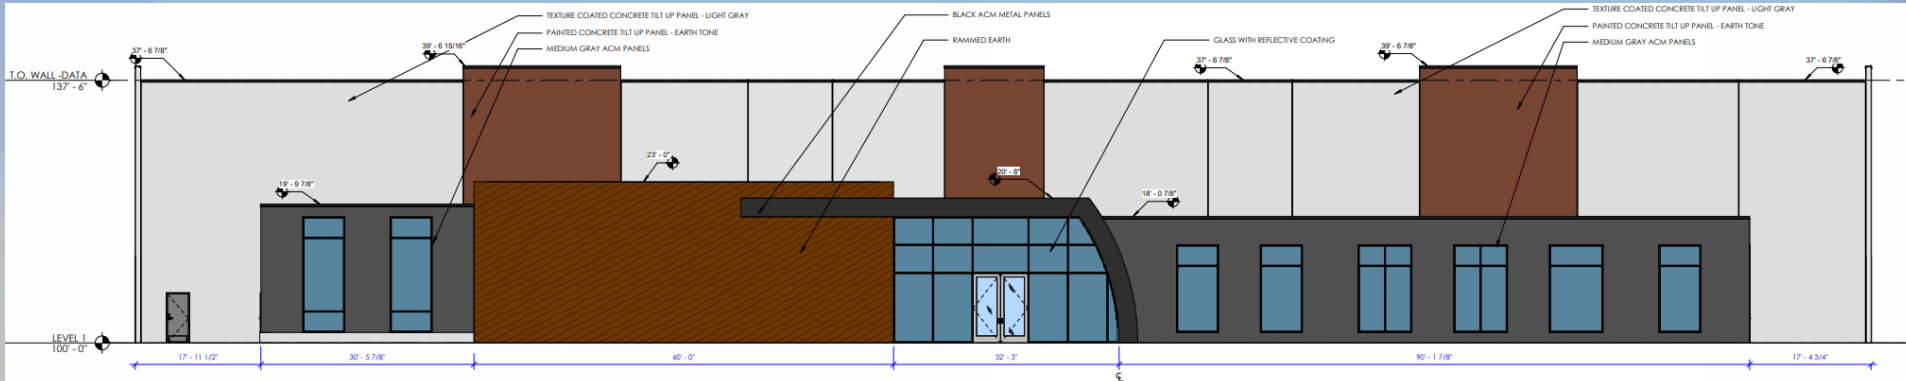 TEXTURE COATED CONCRETE TILT UP PANEL - LIGHT GRAY
PAINTED CONCRETE TILT UP PANEL - EARTH TONE
MEDIUM GRAY ACM PANELS
BLACK ACM METAL PANELS
RAMMED EARTH
GLASS WITH REFLECTIVE COATING
TEXTURE COATED CONCRETE TILT UP PANEL - LIGHT GRAY
PAINTED CONCRETE TILT UP PANEL - EARTH TONE
MEDIUM GRAY ACM PANELS
37' - 6 7/8"
39' - 6 15/16"
37' - 6 7/8"
39' - 6 7/8"
37' - 6 7/8"
T.O. WALL -DATA
137' - 6"
23' - 0"
19' - 9 7/8"
20' - 8"
18' - 0 7/8"
LEVEL 1
100' - 0"
17' - 11 1/2"
30' - 5 7/8"
60' - 0"
32' - 3"
90' - 1 7/8"
17' - 4 3/4"
℄